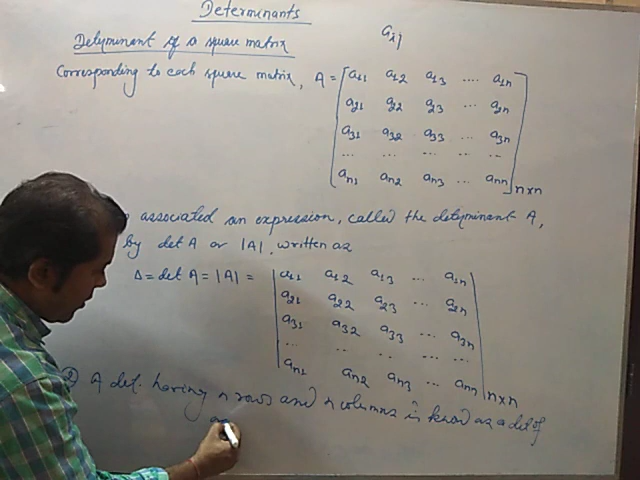 Determinants
a_ij
Determinant of a square matrix
Corresponding to each square matrix, A = [ a11 a12 a13 .... a1n
a21 a22 a23 ... a2n
a31 a32 a33 ... a3n
... ... ... ... ...
an1 an2 an3 ... ann ] n×n
associated an expression, called the determinant A,
by det A or |A|, written as
Δ = det A = |A| = | a11 a12 a13 ... a1n
a21 a22 a23 ... a2n
a31 a32 a33 ... a3n
... .. .. ... ...
an1 an2 an3 ... ann | n×n
② A det. having n rows and n columns is know as a det of